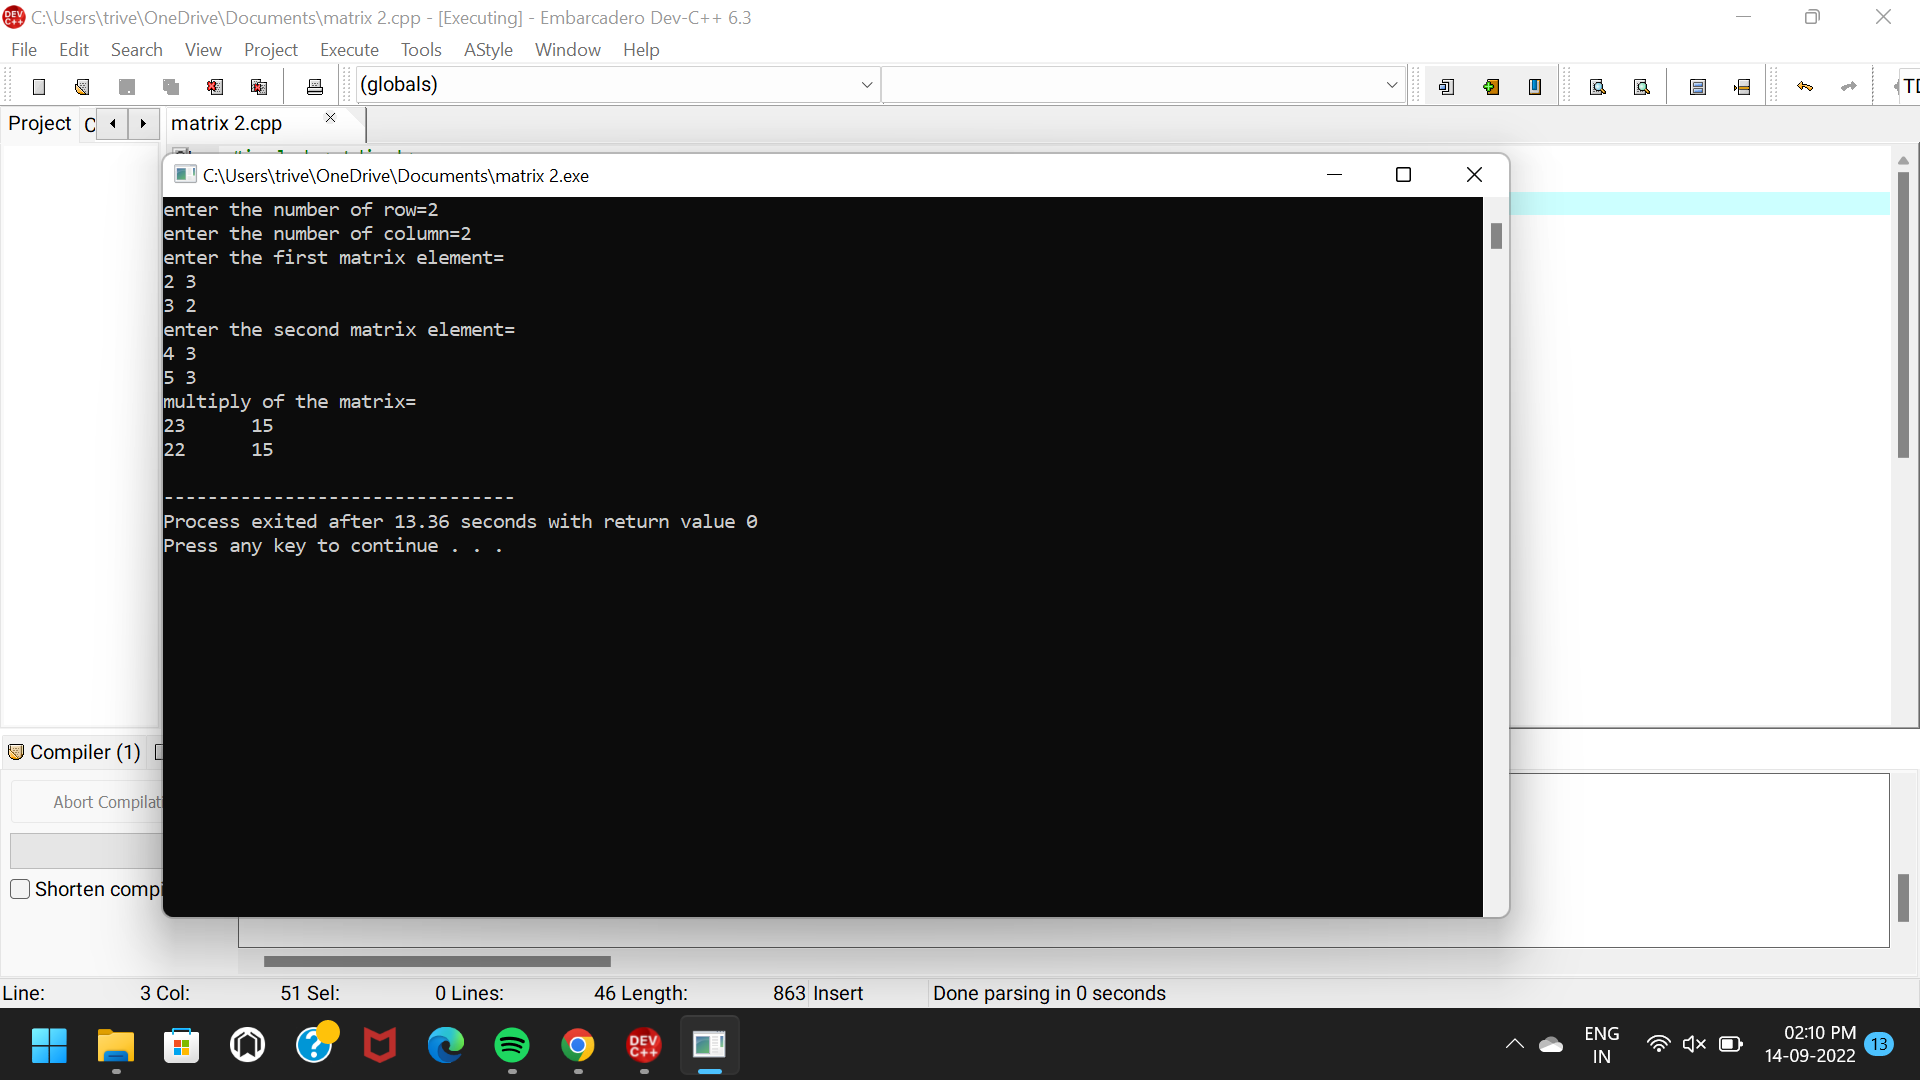 C:\Users\trive\OneDrive\Documents\matrix 2.cpp - [Executing] - Embarcadero Dev-C++ 6.3
File Edit Search View Project Execute Tools AStyle Window Help
(globals)
Project
matrix 2.cpp
C:\Users\trive\OneDrive\Documents\matrix 2.exe
enter the number of row=2
enter the number of column=2
enter the first matrix element=
2 3
3 2
enter the second matrix element=
4 3
5 3
multiply of the matrix=
23 15
22 15
--------------------------------
Process exited after 13.36 seconds with return value 0
Press any key to continue . . .
Compiler (1)
Abort Compilat
Shorten compi
Line: 3 Col: 51 Sel: 0 Lines: 46 Length: 863 Insert Done parsing in 0 seconds
DEV C++
ENG
IN
02:10 PM
14-09-2022
13